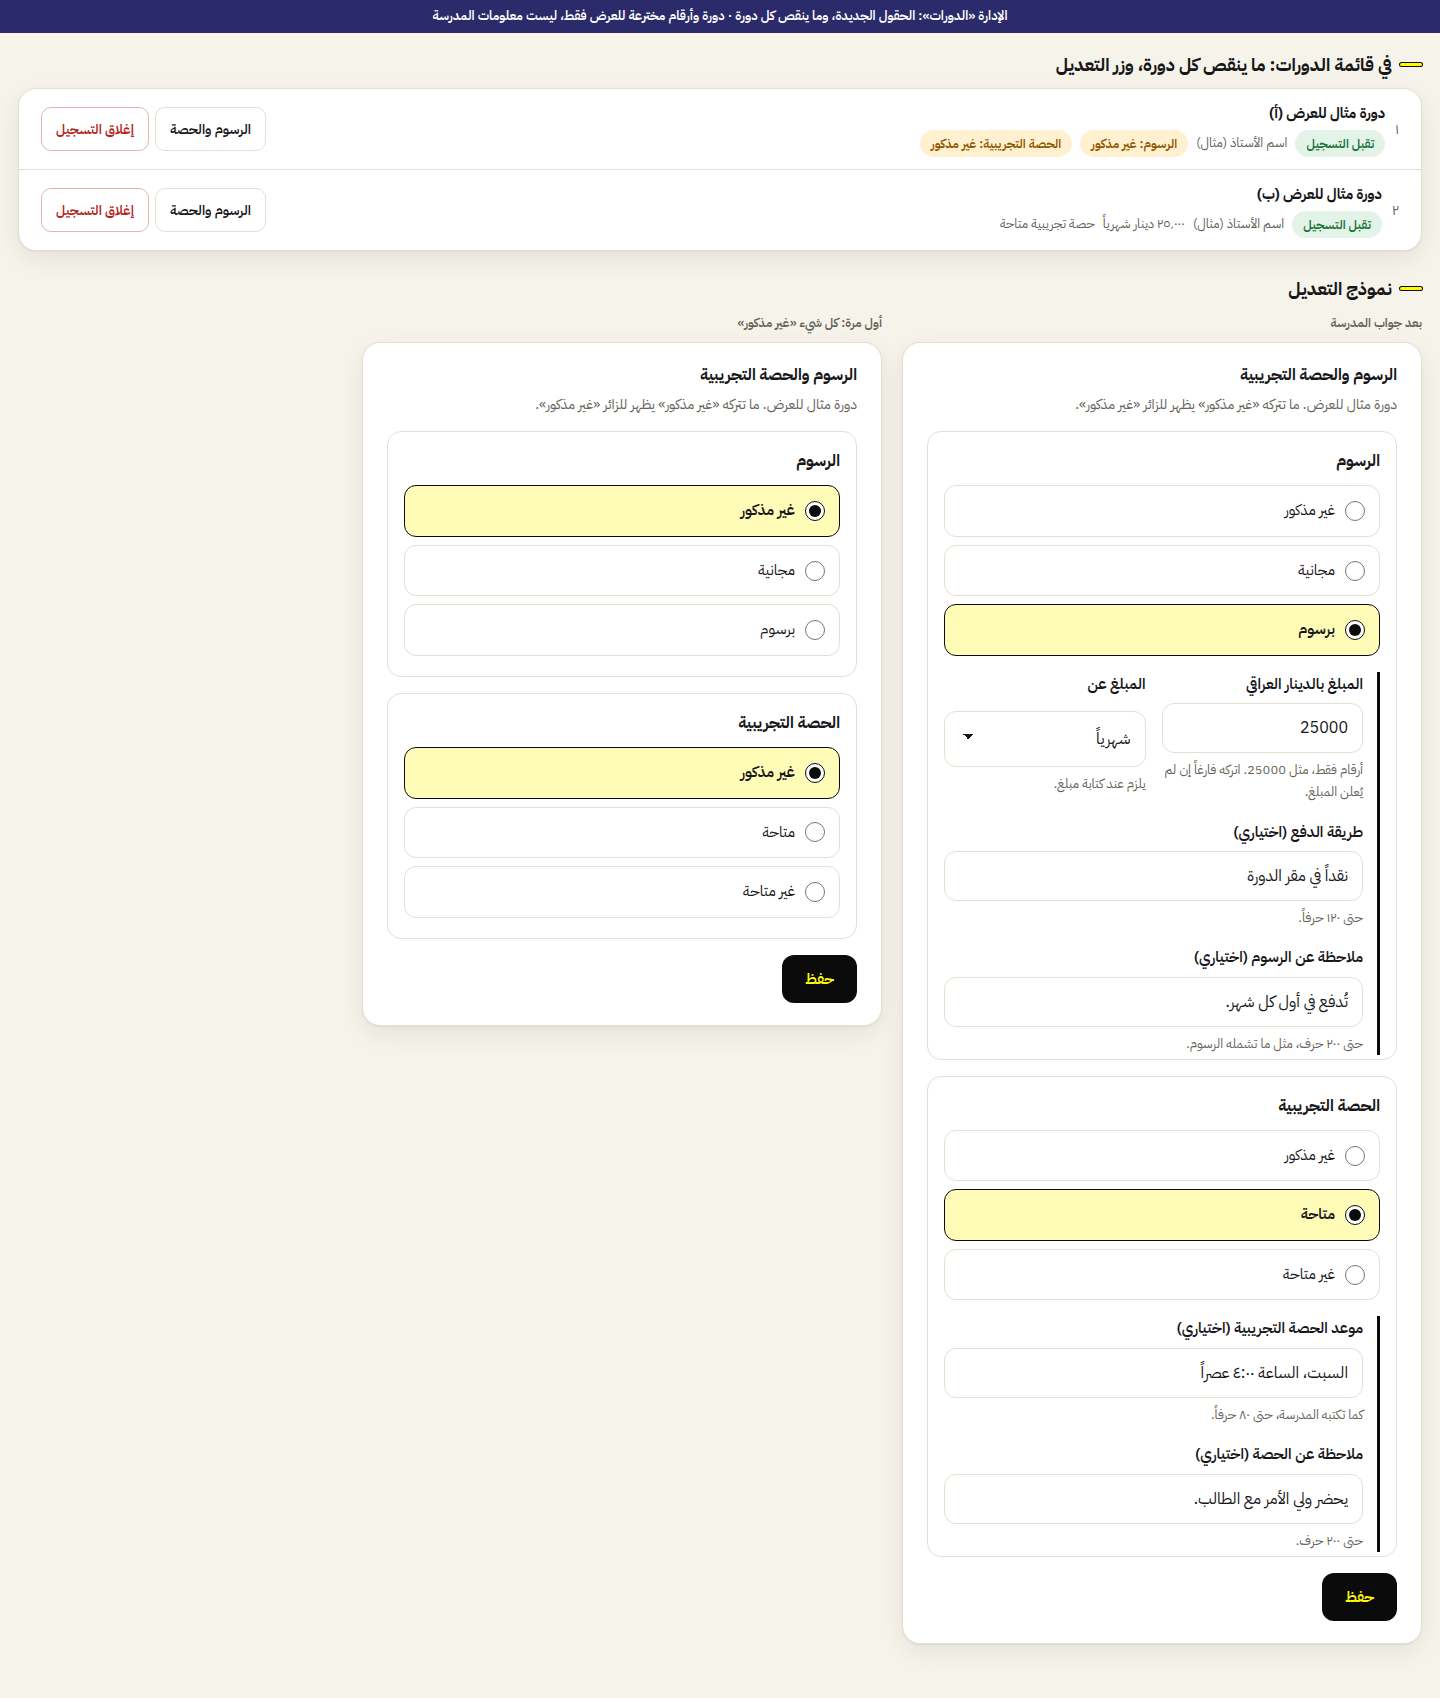 الإدارة «الدورات»: الحقول الجديدة، وما ينقص كل دورة · دورة وأرقام مخترعة للعرض فقط، ليست معلومات المدرسة
في قائمة الدورات: ما ينقص كل دورة، وزر التعديل
١
دورة مثال للعرض (أ)
تقبل التسجيل اسم الأستاذ (مثال) الرسوم: غير مذكور الحصة التجريبية: غير مذكور
الرسوم والحصة
إغلاق التسجيل
٢
دورة مثال للعرض (ب)
تقبل التسجيل اسم الأستاذ (مثال) ٢٥٬٠٠٠ دينار شهرياً حصة تجريبية متاحة
الرسوم والحصة
إغلاق التسجيل
نموذج التعديل
بعد جواب المدرسة
الرسوم والحصة التجريبية
دورة مثال للعرض. ما تتركه «غير مذكور» يظهر للزائر «غير مذكور».
الرسوم
غير مذكور
مجانية
برسوم
المبلغ بالدينار العراقي
25000
أرقام فقط، مثل 25000. اتركه فارغاً إن لم
يُعلن المبلغ.
المبلغ عن
شهرياً
يلزم عند كتابة مبلغ.
طريقة الدفع (اختياري)
نقداً في مقر الدورة
حتى ١٢٠ حرفاً.
ملاحظة عن الرسوم (اختياري)
تُدفع في أول كل شهر.
حتى ٢٠٠ حرف، مثل ما تشمله الرسوم.
الحصة التجريبية
غير مذكور
متاحة
غير متاحة
موعد الحصة التجريبية (اختياري)
السبت، الساعة ٤:٠٠ عصراً
كما تكتبه المدرسة، حتى ٨٠ حرفاً.
ملاحظة عن الحصة (اختياري)
يحضر ولي الأمر مع الطالب.
حتى ٢٠٠ حرف.
حفظ
أول مرة: كل شيء «غير مذكور»
الرسوم والحصة التجريبية
دورة مثال للعرض. ما تتركه «غير مذكور» يظهر للزائر «غير مذكور».
الرسوم
غير مذكور
مجانية
برسوم
الحصة التجريبية
غير مذكور
متاحة
غير متاحة
حفظ